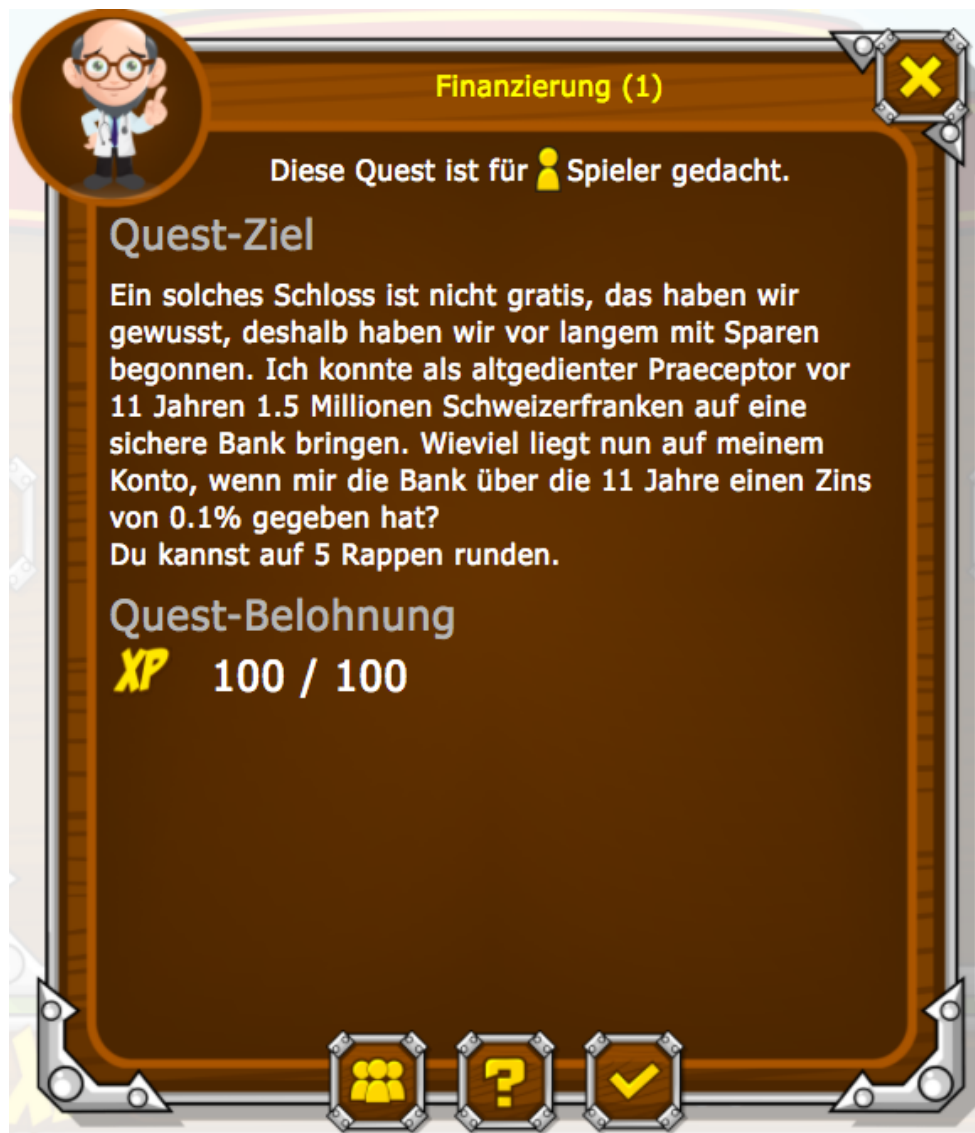 Finanzierung (1)
Diese Quest ist für Spieler gedacht.
Quest-Ziel
Ein solches Schloss ist nicht gratis, das haben wir
gewusst, deshalb haben wir vor langem mit Sparen
begonnen. Ich konnte als altgedienter Praeceptor vor
11 Jahren 1.5 Millionen Schweizerfranken auf eine
sichere Bank bringen. Wieviel liegt nun auf meinem
Konto, wenn mir die Bank über die 11 Jahre einen Zins
von 0.1% gegeben hat?
Du kannst auf 5 Rappen runden.
Quest-Belohnung
XP 100 / 100
?